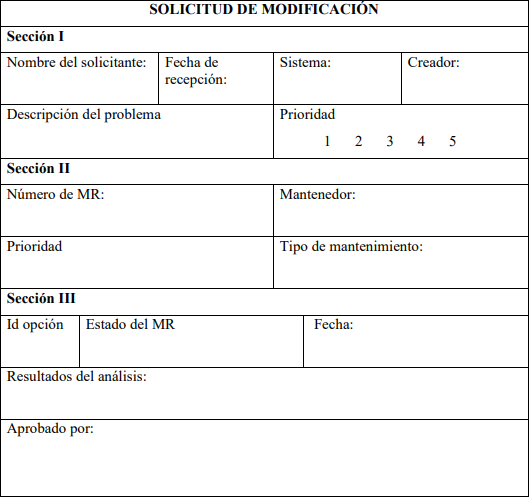 SOLICITUD DE MODIFICACIÓN
Sección I
Nombre del solicitante:
Fecha de
recepción:
Sistema:
Creador:
Descripción del problema
Prioridad
1 2 3 4 5
Sección II
Número de MR:
Mantenedor:
Prioridad
Tipo de mantenimiento:
Sección III
Id opción
Estado del MR
Fecha:
Resultados del análisis:
Aprobado por: